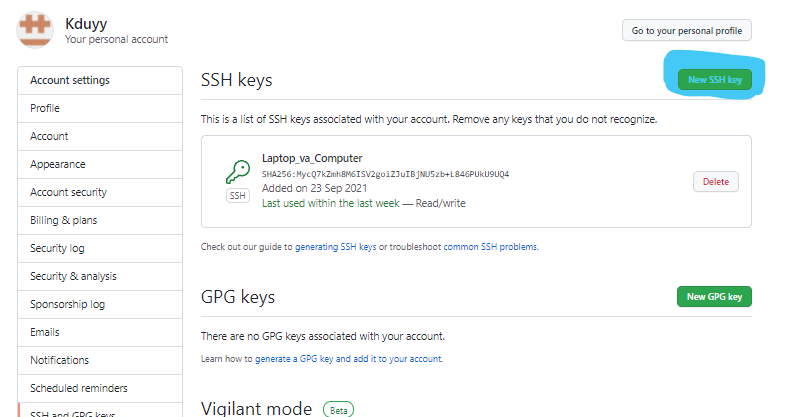 Kduyy
Your personal account
Go to your personal profile
Account settings
Profile
Account
Appearance
Account security
Billing & plans
Security log
Security & analysis
Sponsorship log
Emails
Notifications
Scheduled reminders
SSH and GPG keys
SSH keys
New SSH key
This is a list of SSH keys associated with your account. Remove any keys that you do not recognize.
Laptop_va_Computer
SHA256:MycQ7kZmh8M6ISV2goiZJuIBjNU5zb+L846PUkU9UQ4
Added on 23 Sep 2021
Last used within the last week — Read/write
SSH
Delete
Check out our guide to generating SSH keys or troubleshoot common SSH problems.
GPG keys
New GPG key
There are no GPG keys associated with your account.
Learn how to generate a GPG key and add it to your account.
Vigilant mode Beta